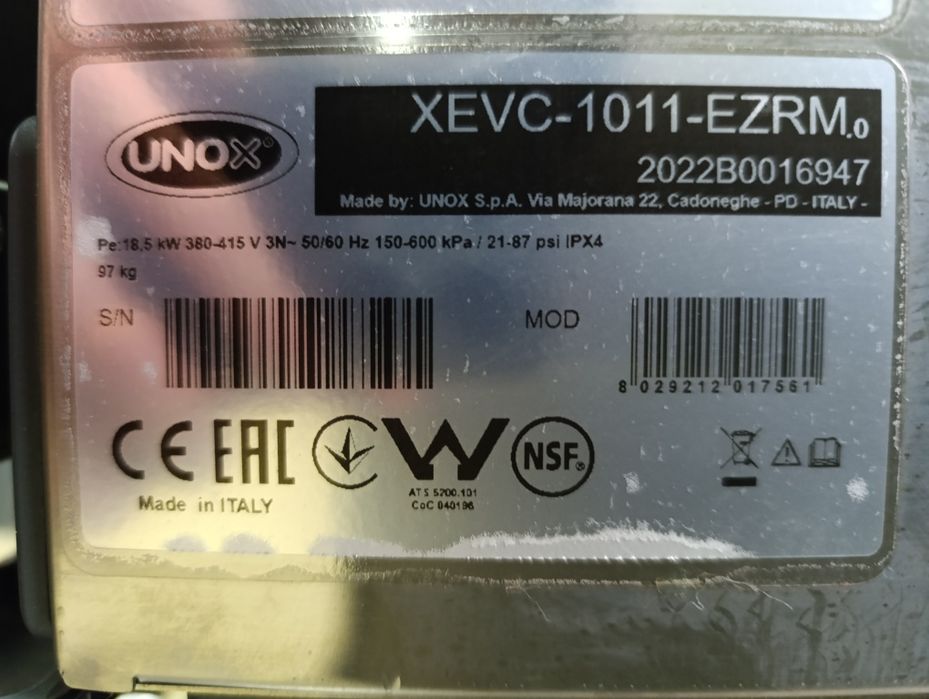 UNOX®
XEVC-1011-EZRM.0
2022B0016947
Made by: UNOX S.p.A. Via Majorana 22, Cadoneghe - PD - ITALY -
Pe:18,5 kW 380-415 V 3N~ 50/60 Hz 150-600 kPa / 21-87 psi IPX4
97 kg
S/N
MOD
8 029212 017561
CE EAC W NSF®
ATS 5200.101
CoC 040196
Made in ITALY